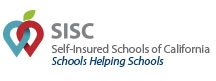 SISC
Self-Insured Schools of California
Schools Helping Schools